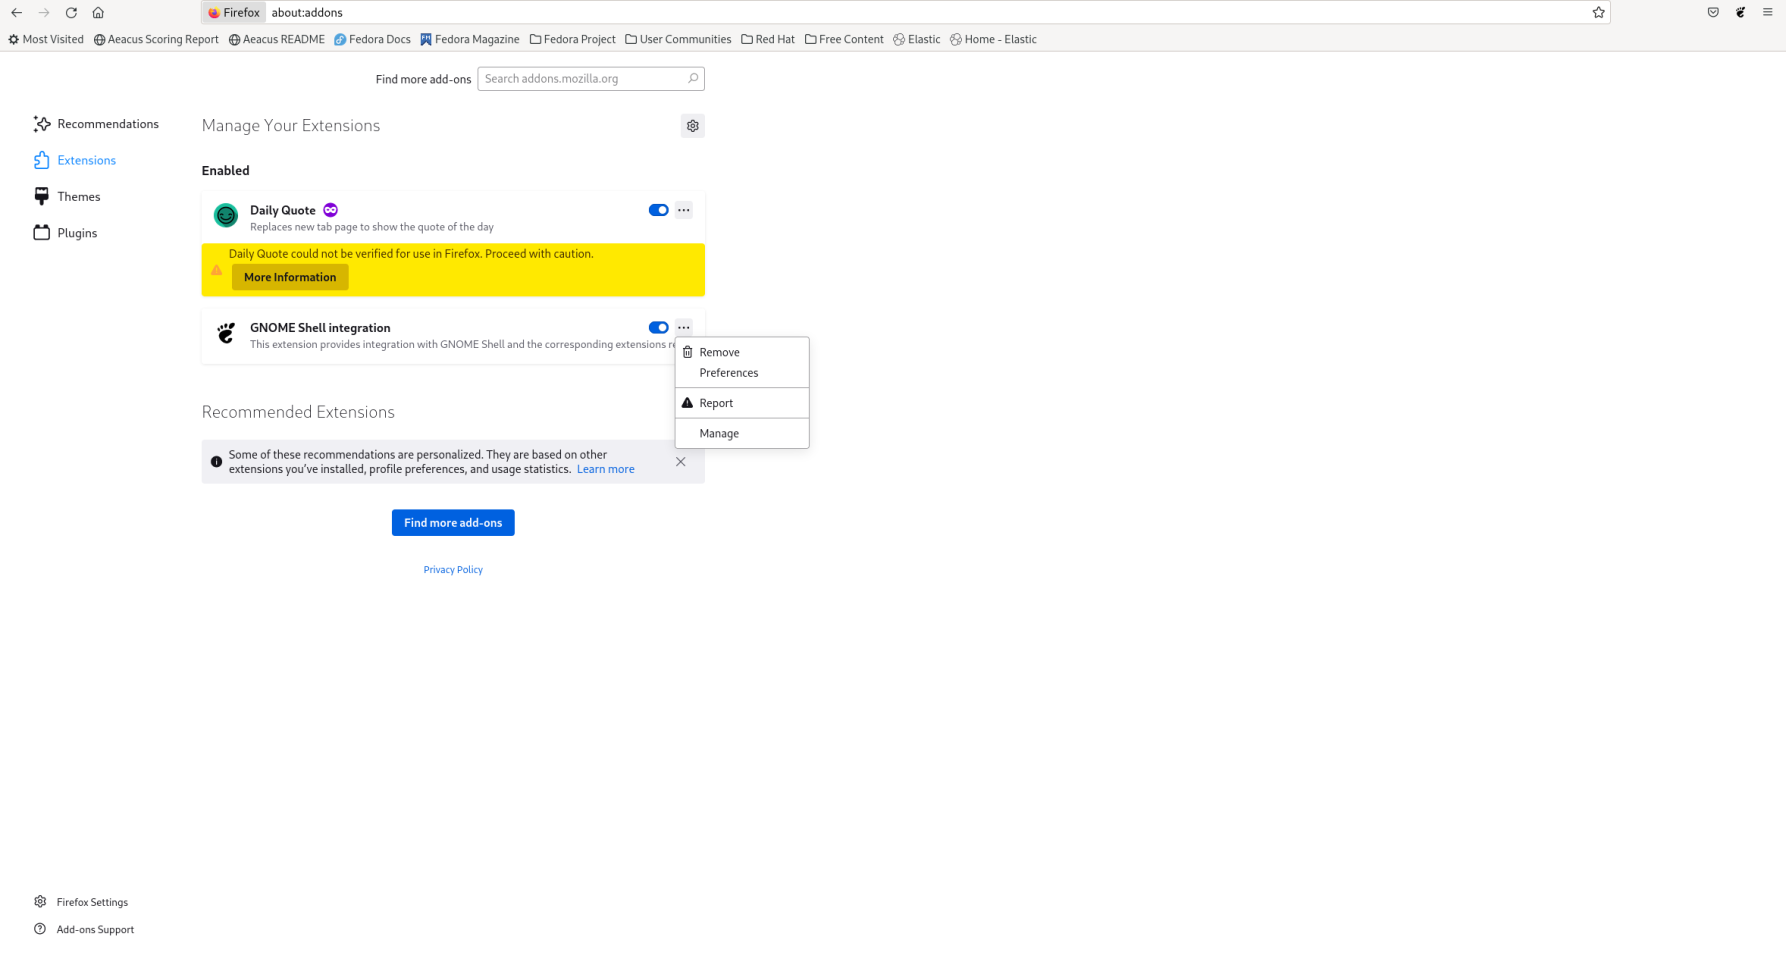 Firefox about:addons
Most Visited Aeacus Scoring Report Aeacus README Fedora Docs Fedora Magazine Fedora Project User Communities Red Hat Free Content Elastic Home - Elastic
Find more add-ons Search addons.mozilla.org
Recommendations
Extensions
Themes
Plugins
Manage Your Extensions
Enabled
Daily Quote
Replaces new tab page to show the quote of the day
Daily Quote could not be verified for use in Firefox. Proceed with caution.
More Information
GNOME Shell integration
This extension provides integration with GNOME Shell and the corresponding extensions
Remove
Preferences
Report
Manage
Recommended Extensions
Some of these recommendations are personalized. They are based on other
extensions you’ve installed, profile preferences, and usage statistics. Learn more
Find more add-ons
Privacy Policy
Firefox Settings
Add-ons Support